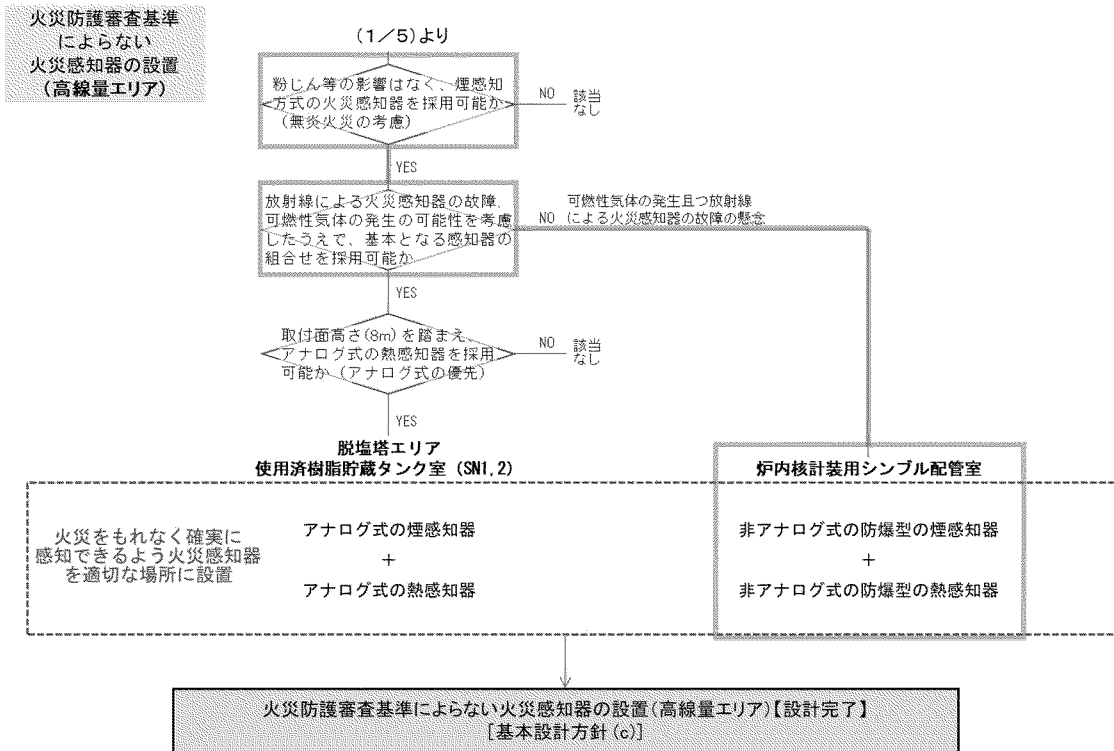 火災防護審査基準
によらない
火災感知器の設置
(高線量エリア)
(1/5)より
粉じん等の影響はなく、煙感知
方式の火災感知器を採用可能か
(無炎火災の考慮)
NO
該当
なし
YES
放射線による火災感知器の故障、
可燃性気体の発生の可能性を考慮
したうえで、基本となる感知器の
組合せを採用可能か
NO
可燃性気体の発生且つ放射線
による火災感知器の故障の懸念
YES
取付面高さ(8m)を踏まえ、
アナログ式の熱感知器を採用
可能か(アナログ式の優先)
NO
該当
なし
YES
脱塩塔エリア
使用済樹脂貯蔵タンク室(SN1,2)
炉内核計装用シンブル配管室
火災をもれなく確実に
感知できるよう火災感知器
を適切な場所に設置
アナログ式の煙感知器
+
アナログ式の熱感知器
非アナログ式の防爆型の煙感知器
+
非アナログ式の防爆型の熱感知器
火災防護審査基準によらない火災感知器の設置(高線量エリア)【設計完了】
[基本設計方針(c)]